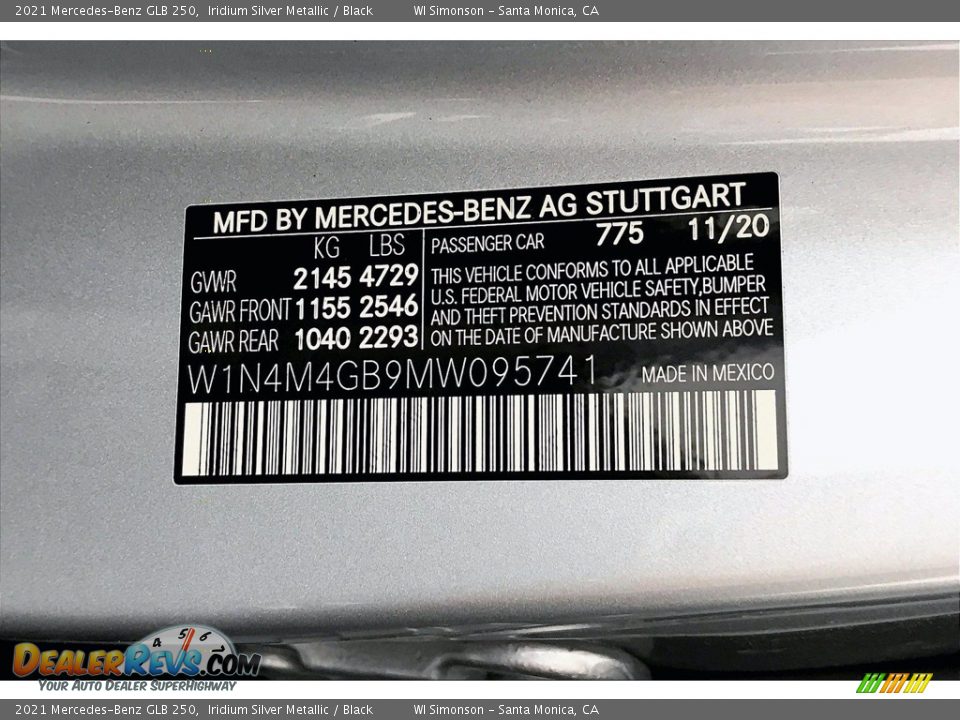 2021 Mercedes-Benz GLB 250, Iridium Silver Metallic / Black WI Simonson - Santa Monica, CA
MFD BY MERCEDES-BENZ AG STUTTGART
KG LBS
GVWR 2145 4729
GAWR FRONT 1155 2546
GAWR REAR 1040 2293
PASSENGER CAR 775 11/20
THIS VEHICLE CONFORMS TO ALL APPLICABLE
U.S. FEDERAL MOTOR VEHICLE SAFETY,BUMPER
AND THEFT PREVENTION STANDARDS IN EFFECT
ON THE DATE OF MANUFACTURE SHOWN ABOVE
W1N4M4GB9MW095741 MADE IN MEXICO
4 5 6
DEALERREVS.COM
YOUR AUTO DEALER SUPERHIGHWAY
2021 Mercedes-Benz GLB 250, Iridium Silver Metallic / Black WI Simonson - Santa Monica, CA